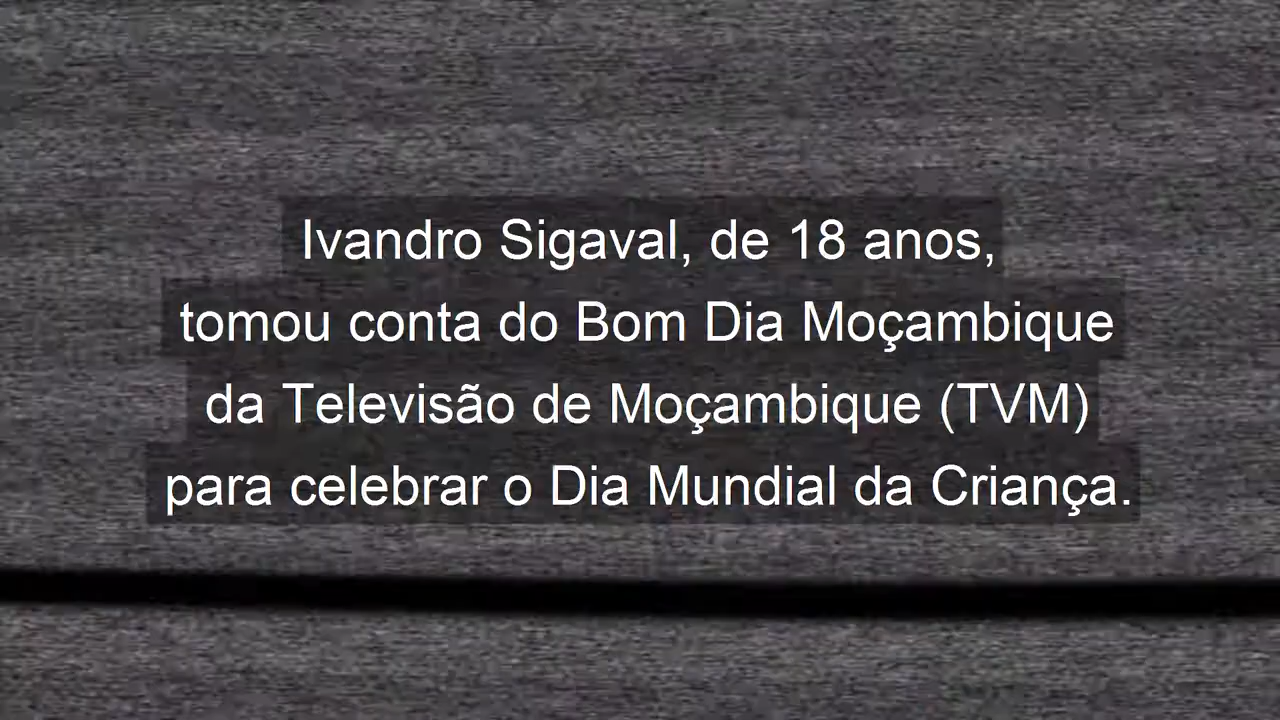 Ivandro Sigaval, de 18 anos,
tomou conta do Bom Dia Moçambique
da Televisão de Moçambique (TVM)
para celebrar o Dia Mundial da Criança.